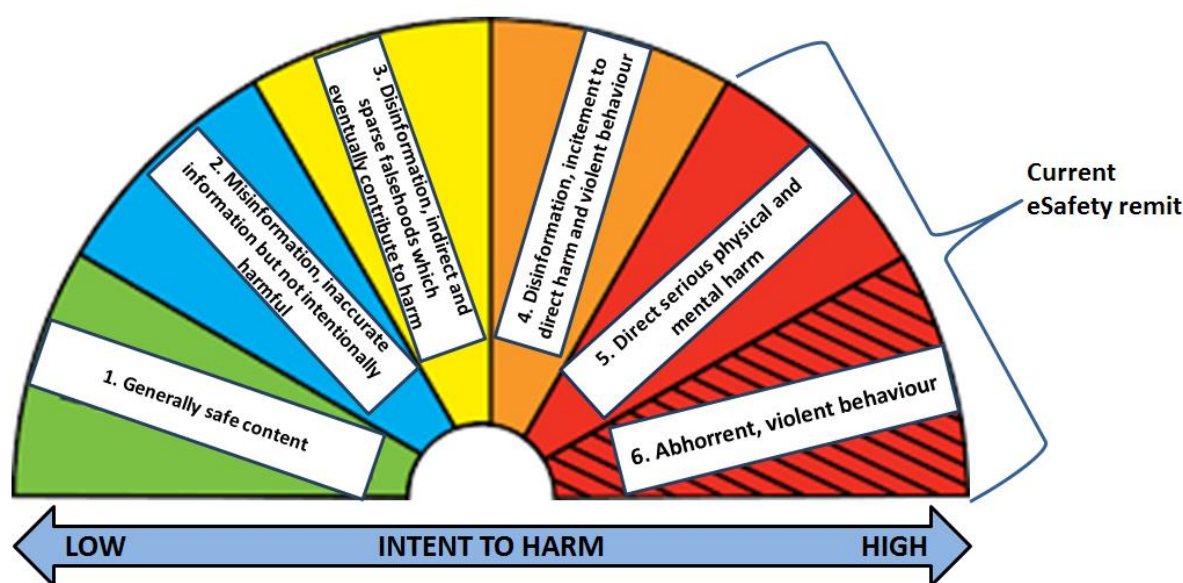 1. Generally safe content
2. Misinformation, inaccurate
information but not intentionally
harmful
3. Disinformation, indirect and
sparse falsehoods which
eventually contribute to harm
4. Disinformation, incitement to
direct harm and violent behaviour
5. Direct serious physical and
mental harm
6. Abhorrent, violent behaviour
Current
eSafety remit
LOW INTENT TO HARM HIGH